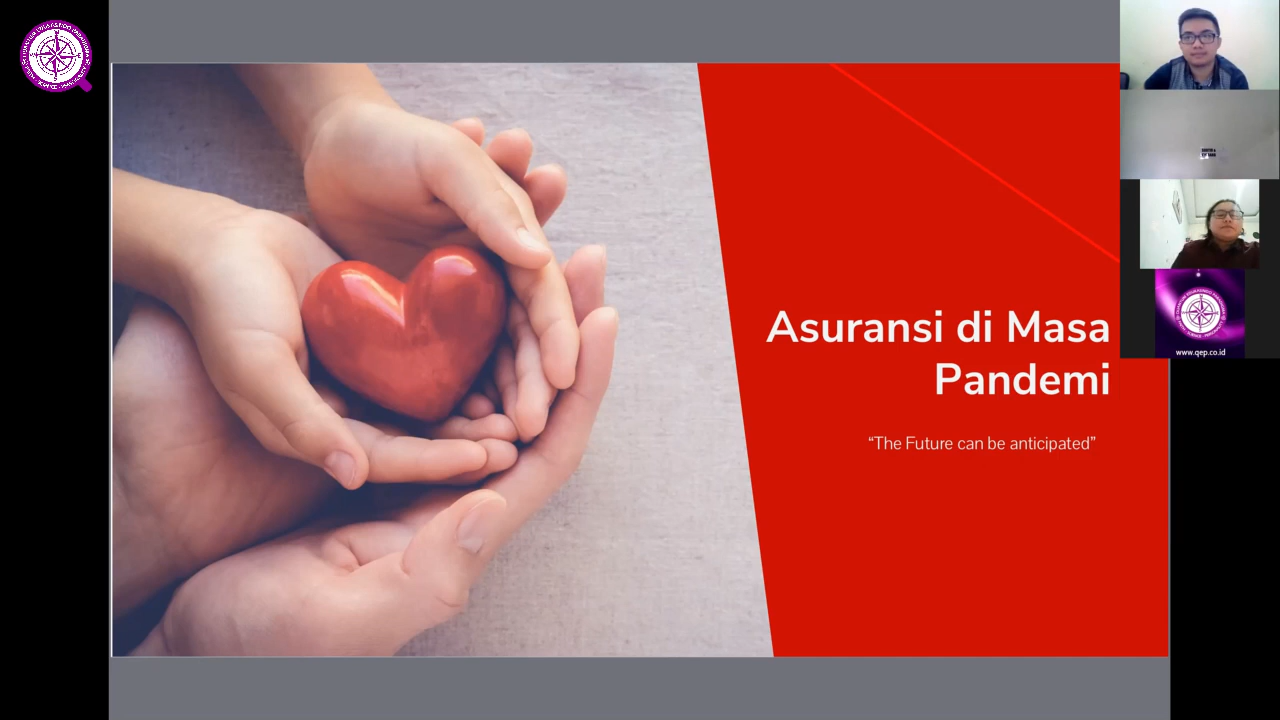 Asuransi di Masa
Pandemi
“The Future can be anticipated”
www.qep.co.id